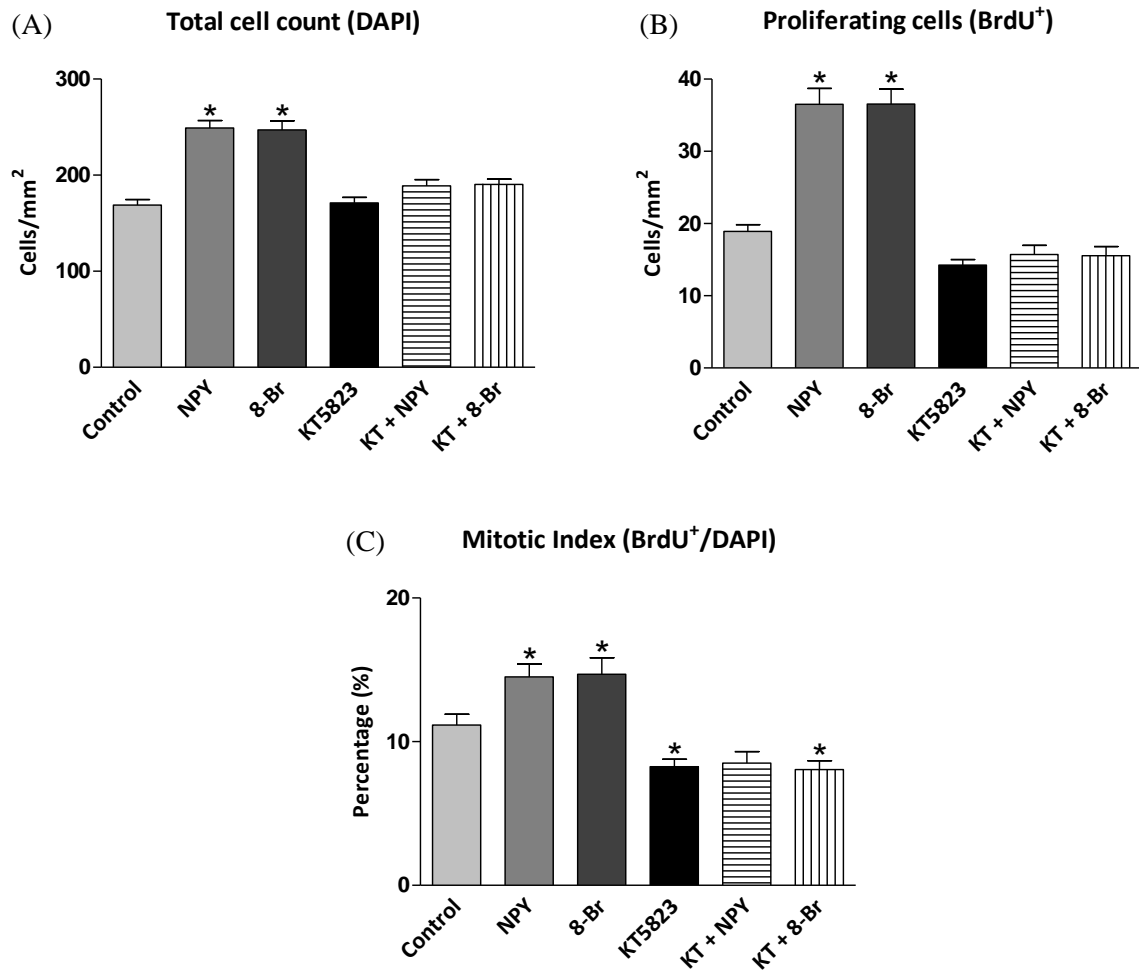 (A) Total cell count (DAPI)
Cells/mm²
300
200
100
0
* *
Control NPY 8-Br KT5823 KT + NPY KT + 8-Br
(B) Proliferating cells (BrdU⁺)
Cells/mm²
40
30
20
10
0
* *
Control NPY 8-Br KT5823 KT + NPY KT + 8-Br
(C) Mitotic Index (BrdU⁺/DAPI)
Percentage (%)
20
10
0
* * * *
Control NPY 8-Br KT5823 KT + NPY KT + 8-Br